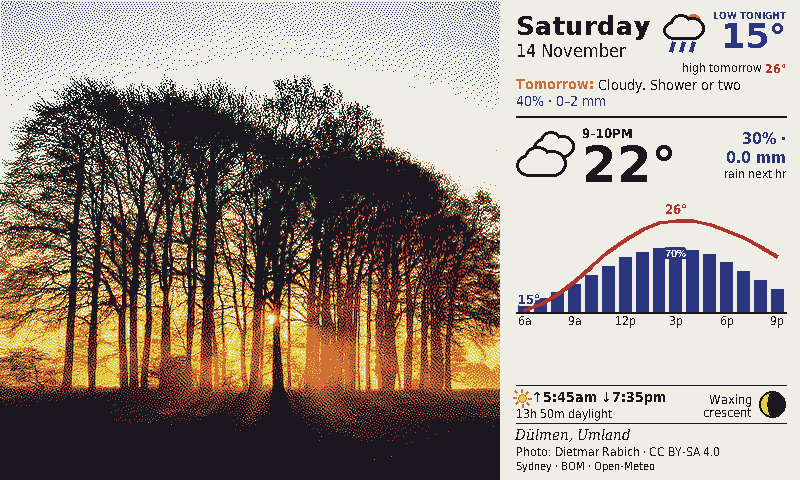 Saturday
14 November
LOW TONIGHT
15°
high tomorrow 26°
Tomorrow: Cloudy. Shower or two
40% · 0–2 mm
9-10PM
22°
30% ·
0.0 mm
rain next hr
26°
70%
15°
6a 9a 12p 3p 6p 9p
↑5:45am ↓7:35pm
13h 50m daylight
Waxing
crescent
Dülmen, Umland
Photo: Dietmar Rabich · CC BY-SA 4.0
Sydney · BOM · Open-Meteo